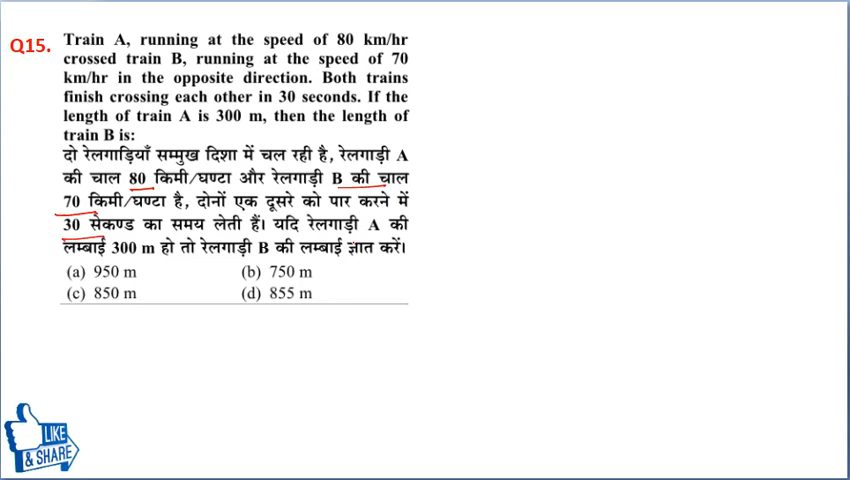 Q15. Train A, running at the speed of 80 km/hr
crossed train B, running at the speed of 70
km/hr in the opposite direction. Both trains
finish crossing each other in 30 seconds. If the
length of train A is 300 m, then the length of
train B is:
दो रेलगाड़ियाँ सम्मुख दिशा में चल रही है, रेलगाड़ी A
की चाल 80 किमी/घण्टा और रेलगाड़ी B की चाल
70 किमी/घण्टा है, दोनों एक दूसरे को पार करने में
30 सेकण्ड का समय लेती हैं। यदि रेलगाड़ी A की
लम्बाई 300 m हो तो रेलगाड़ी B की लम्बाई ज्ञात करें।
(a) 950 m (b) 750 m
(c) 850 m (d) 855 m
LIKE
& SHARE